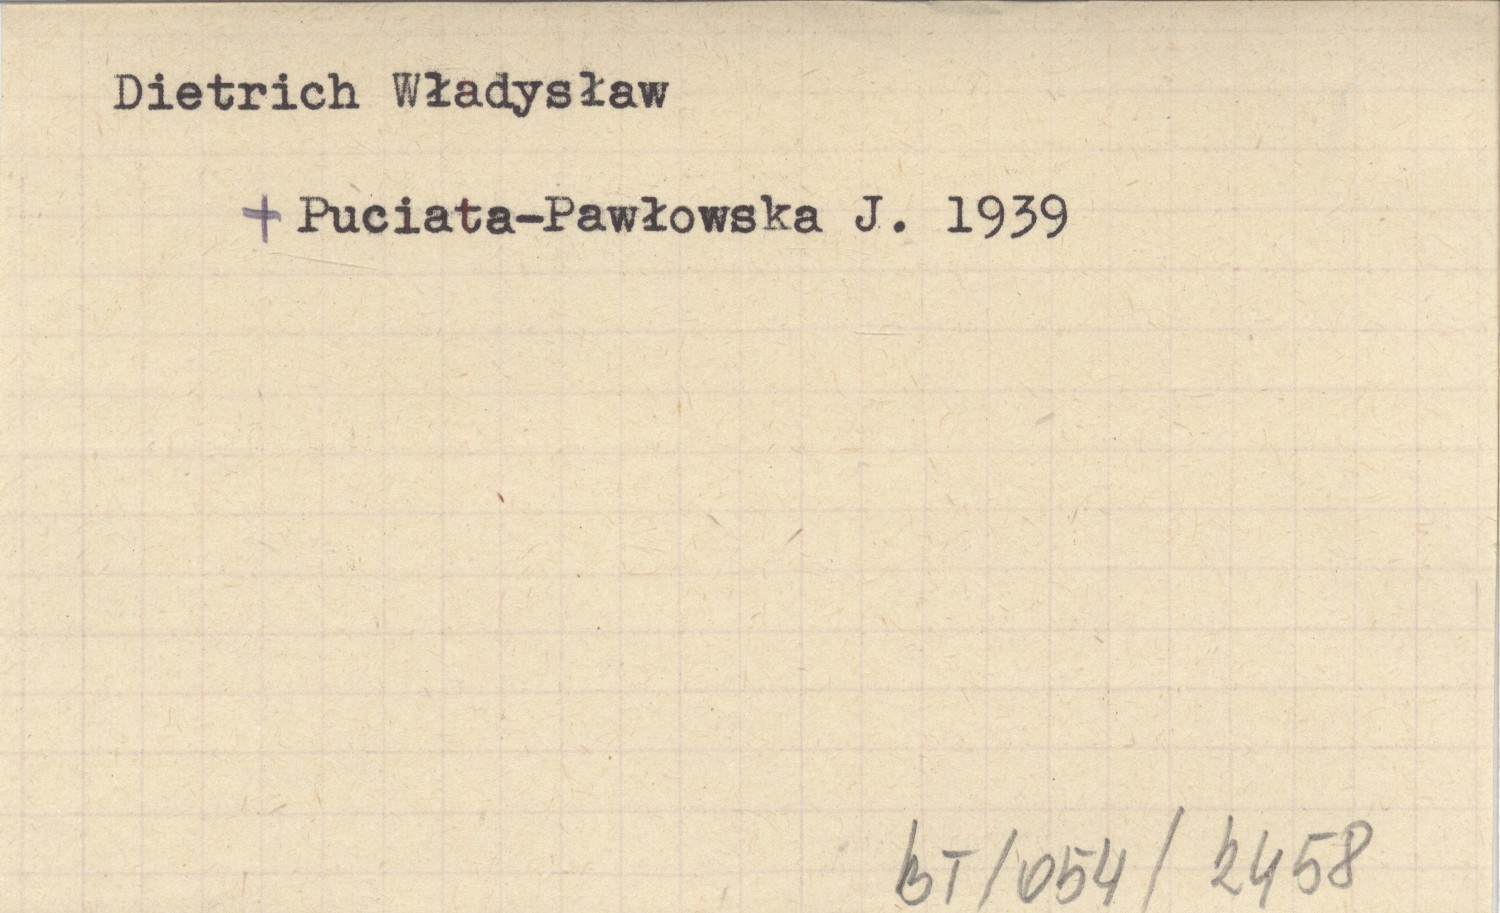 Dietrich Władysław
+ Puciata-Pawłowska J. 1939
BT/054/2458